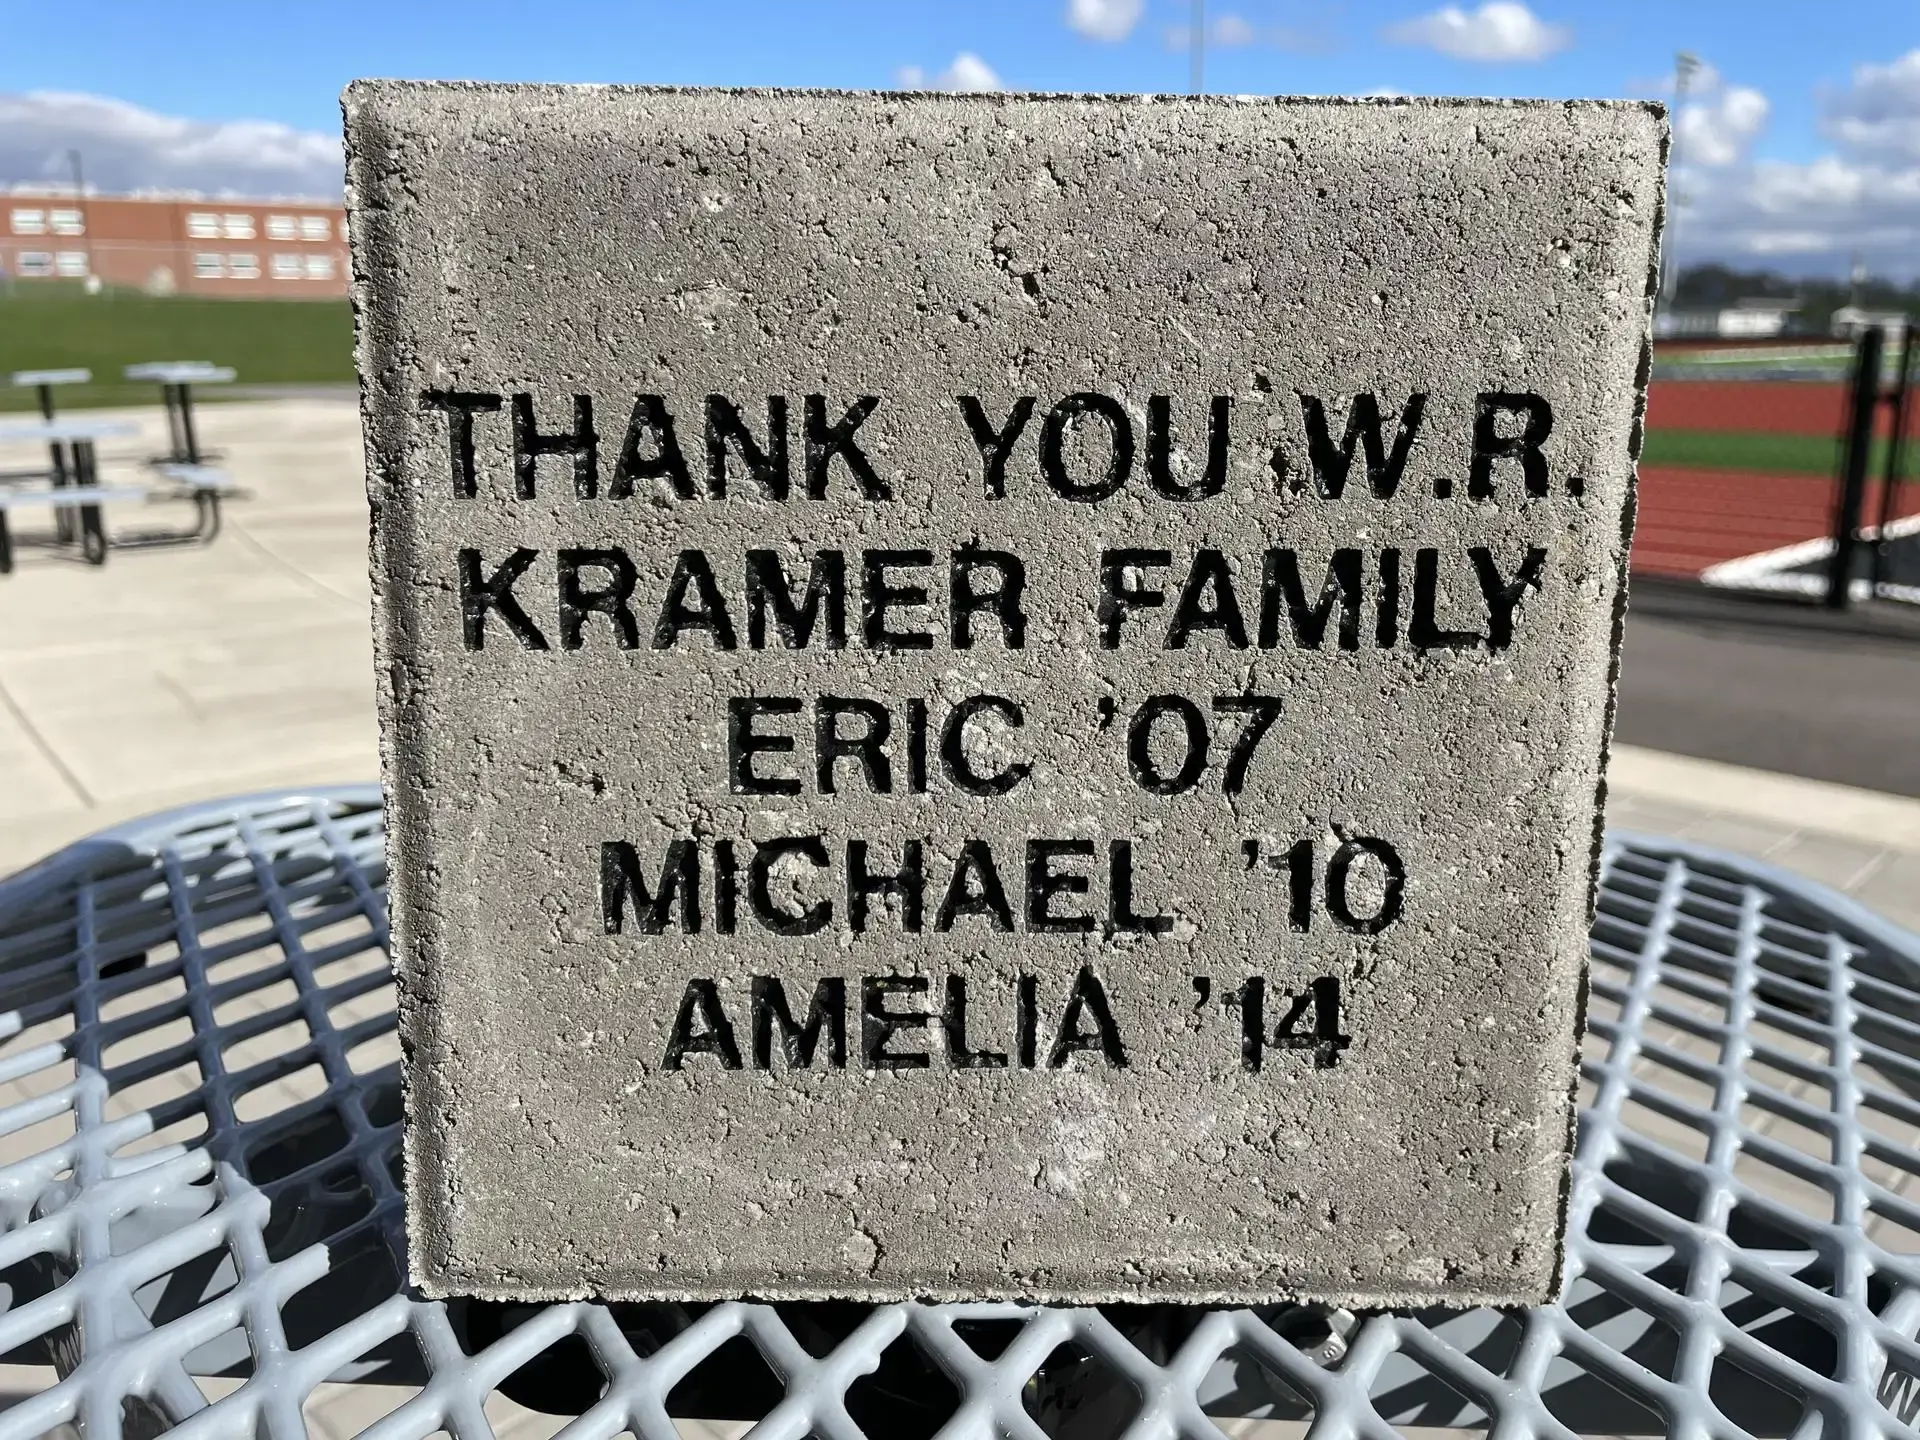 THANK YOU W.R.
KRAMER FAMILY
ERIC '07
MICHAEL '10
AMELIA '14